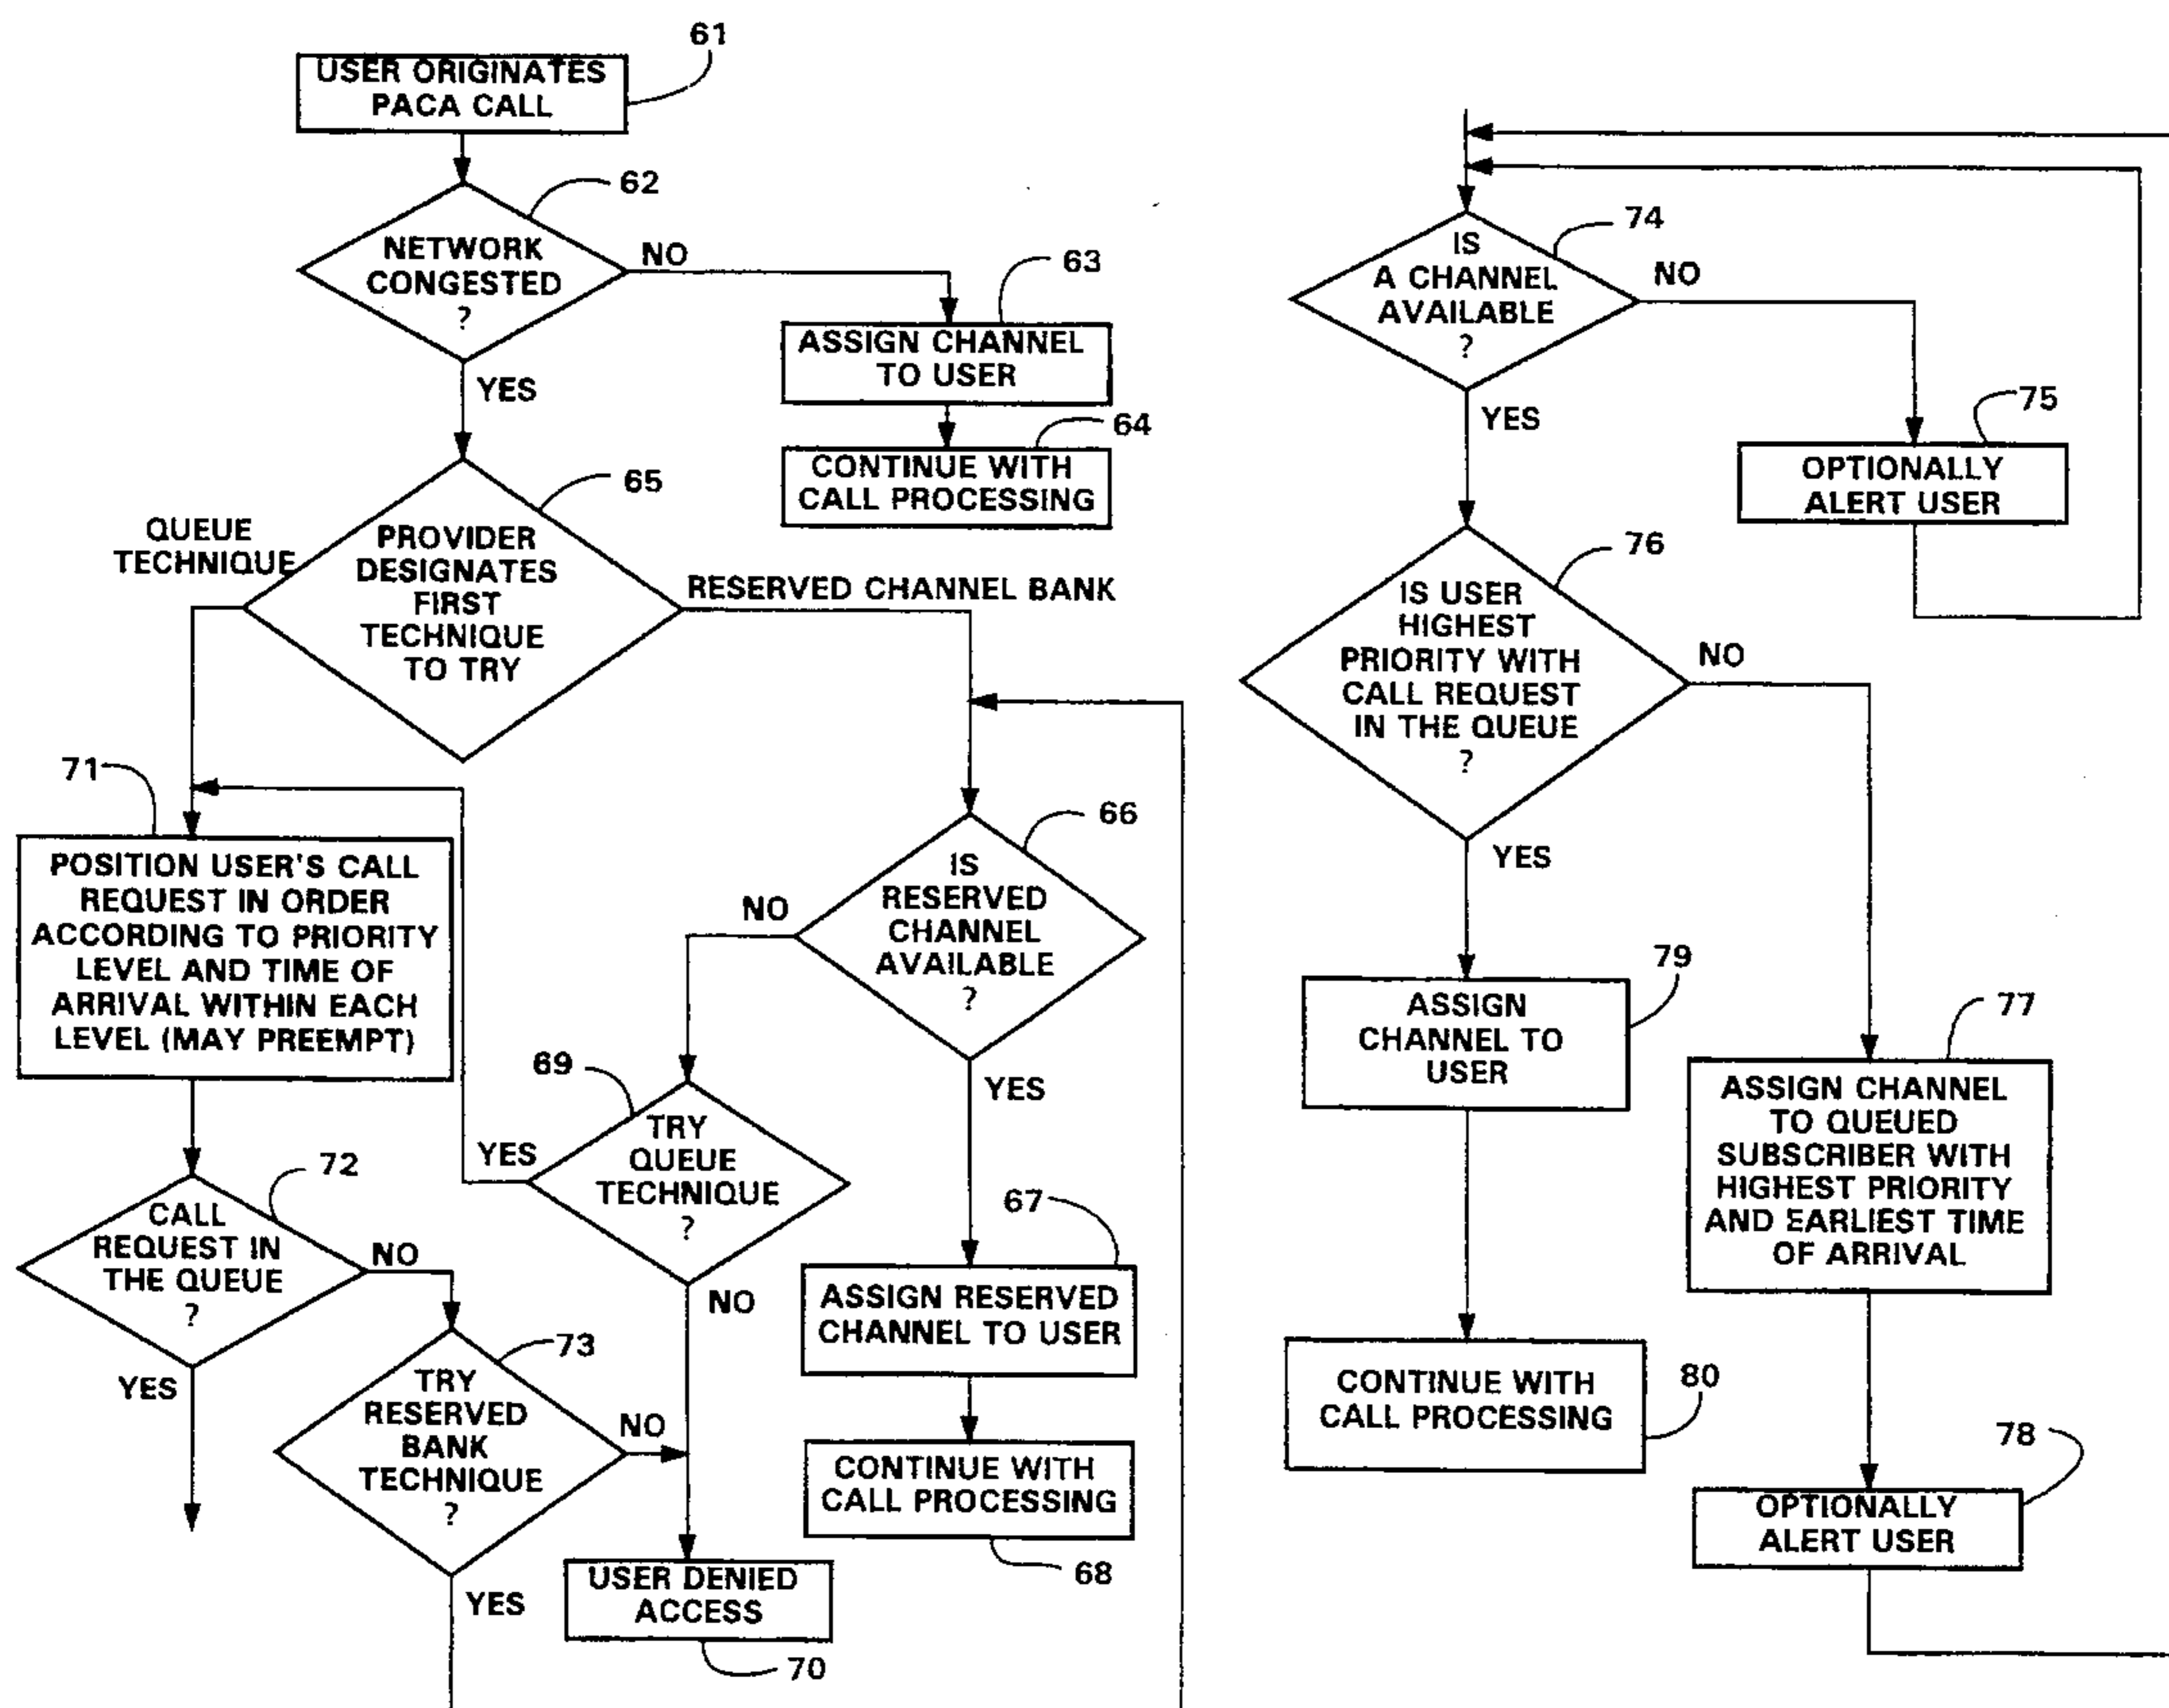 61
USER ORIGINATES
PACA CALL
62
NETWORK
CONGESTED
?
NO
YES
63
ASSIGN CHANNEL
TO USER
64
CONTINUE WITH
CALL PROCESSING
65
PROVIDER
DESIGNATES
FIRST
TECHNIQUE
TO TRY
QUEUE
TECHNIQUE
RESERVED CHANNEL BANK
71
POSITION USER'S CALL
REQUEST IN ORDER
ACCORDING TO PRIORITY
LEVEL AND TIME OF
ARRIVAL WITHIN EACH
LEVEL (MAY PREEMPT)
66
IS
RESERVED
CHANNEL
AVAILABLE
?
NO
YES
69
TRY
QUEUE
TECHNIQUE
?
YES
NO
67
ASSIGN RESERVED
CHANNEL TO USER
CONTINUE WITH
CALL PROCESSING
68
72
CALL
REQUEST IN
THE QUEUE
?
NO
YES
73
TRY
RESERVED
BANK
TECHNIQUE
?
NO
YES
USER DENIED
ACCESS
70
74
IS
A CHANNEL
AVAILABLE
?
NO
YES
75
OPTIONALLY
ALERT USER
76
IS USER
HIGHEST
PRIORITY WITH
CALL REQUEST
IN THE QUEUE
?
NO
YES
79
ASSIGN
CHANNEL TO
USER
77
ASSIGN CHANNEL
TO QUEUED
SUBSCRIBER WITH
HIGHEST PRIORITY
AND EARLIEST TIME
OF ARRIVAL
80
CONTINUE WITH
CALL PROCESSING
78
OPTIONALLY
ALERT USER